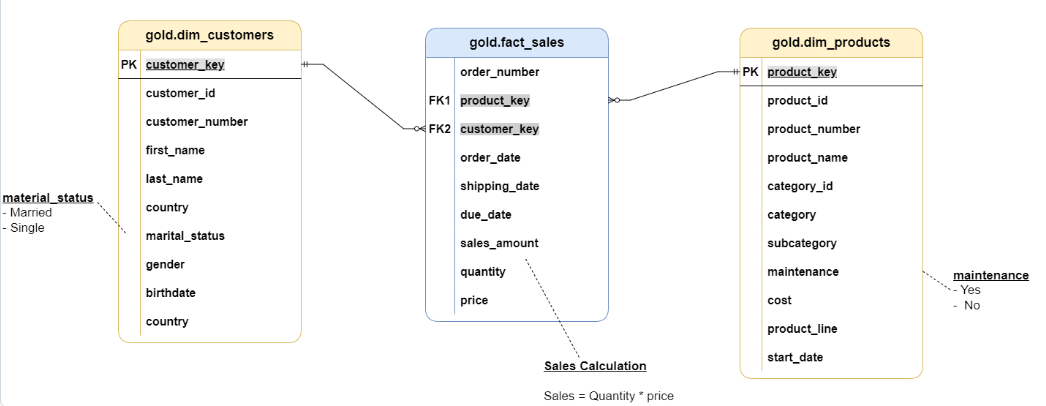 gold.dim_customers
PK customer_key
customer_id
customer_number
first_name
last_name
country
marital_status
gender
birthdate
country
material_status
- Married
- Single
gold.fact_sales
order_number
FK1 product_key
FK2 customer_key
order_date
shipping_date
due_date
sales_amount
quantity
price
Sales Calculation
Sales = Quantity * price
gold.dim_products
PK product_key
product_id
product_number
product_name
category_id
category
subcategory
maintenance
cost
product_line
start_date
maintenance
- Yes
- No